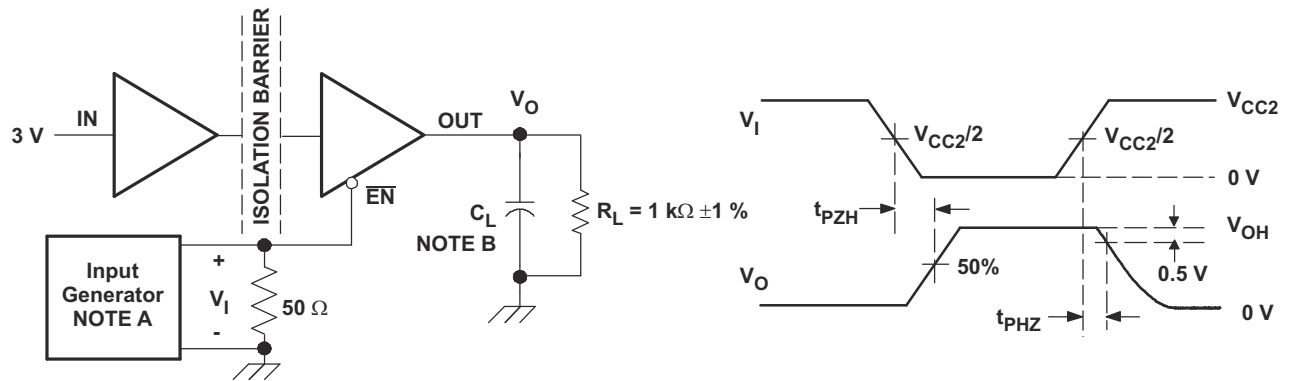 3 V
IN
ISOLATION BARRIER
OUT
V_O
EN
C_L
NOTE B
R_L = 1 kΩ ±1 %
Input
Generator
NOTE A
+
V_I
-
50 Ω
V_I
V_CC2/2
V_CC2/2
V_CC2
0 V
t_PZH
V_OH
0.5 V
V_O
50%
t_PHZ
0 V